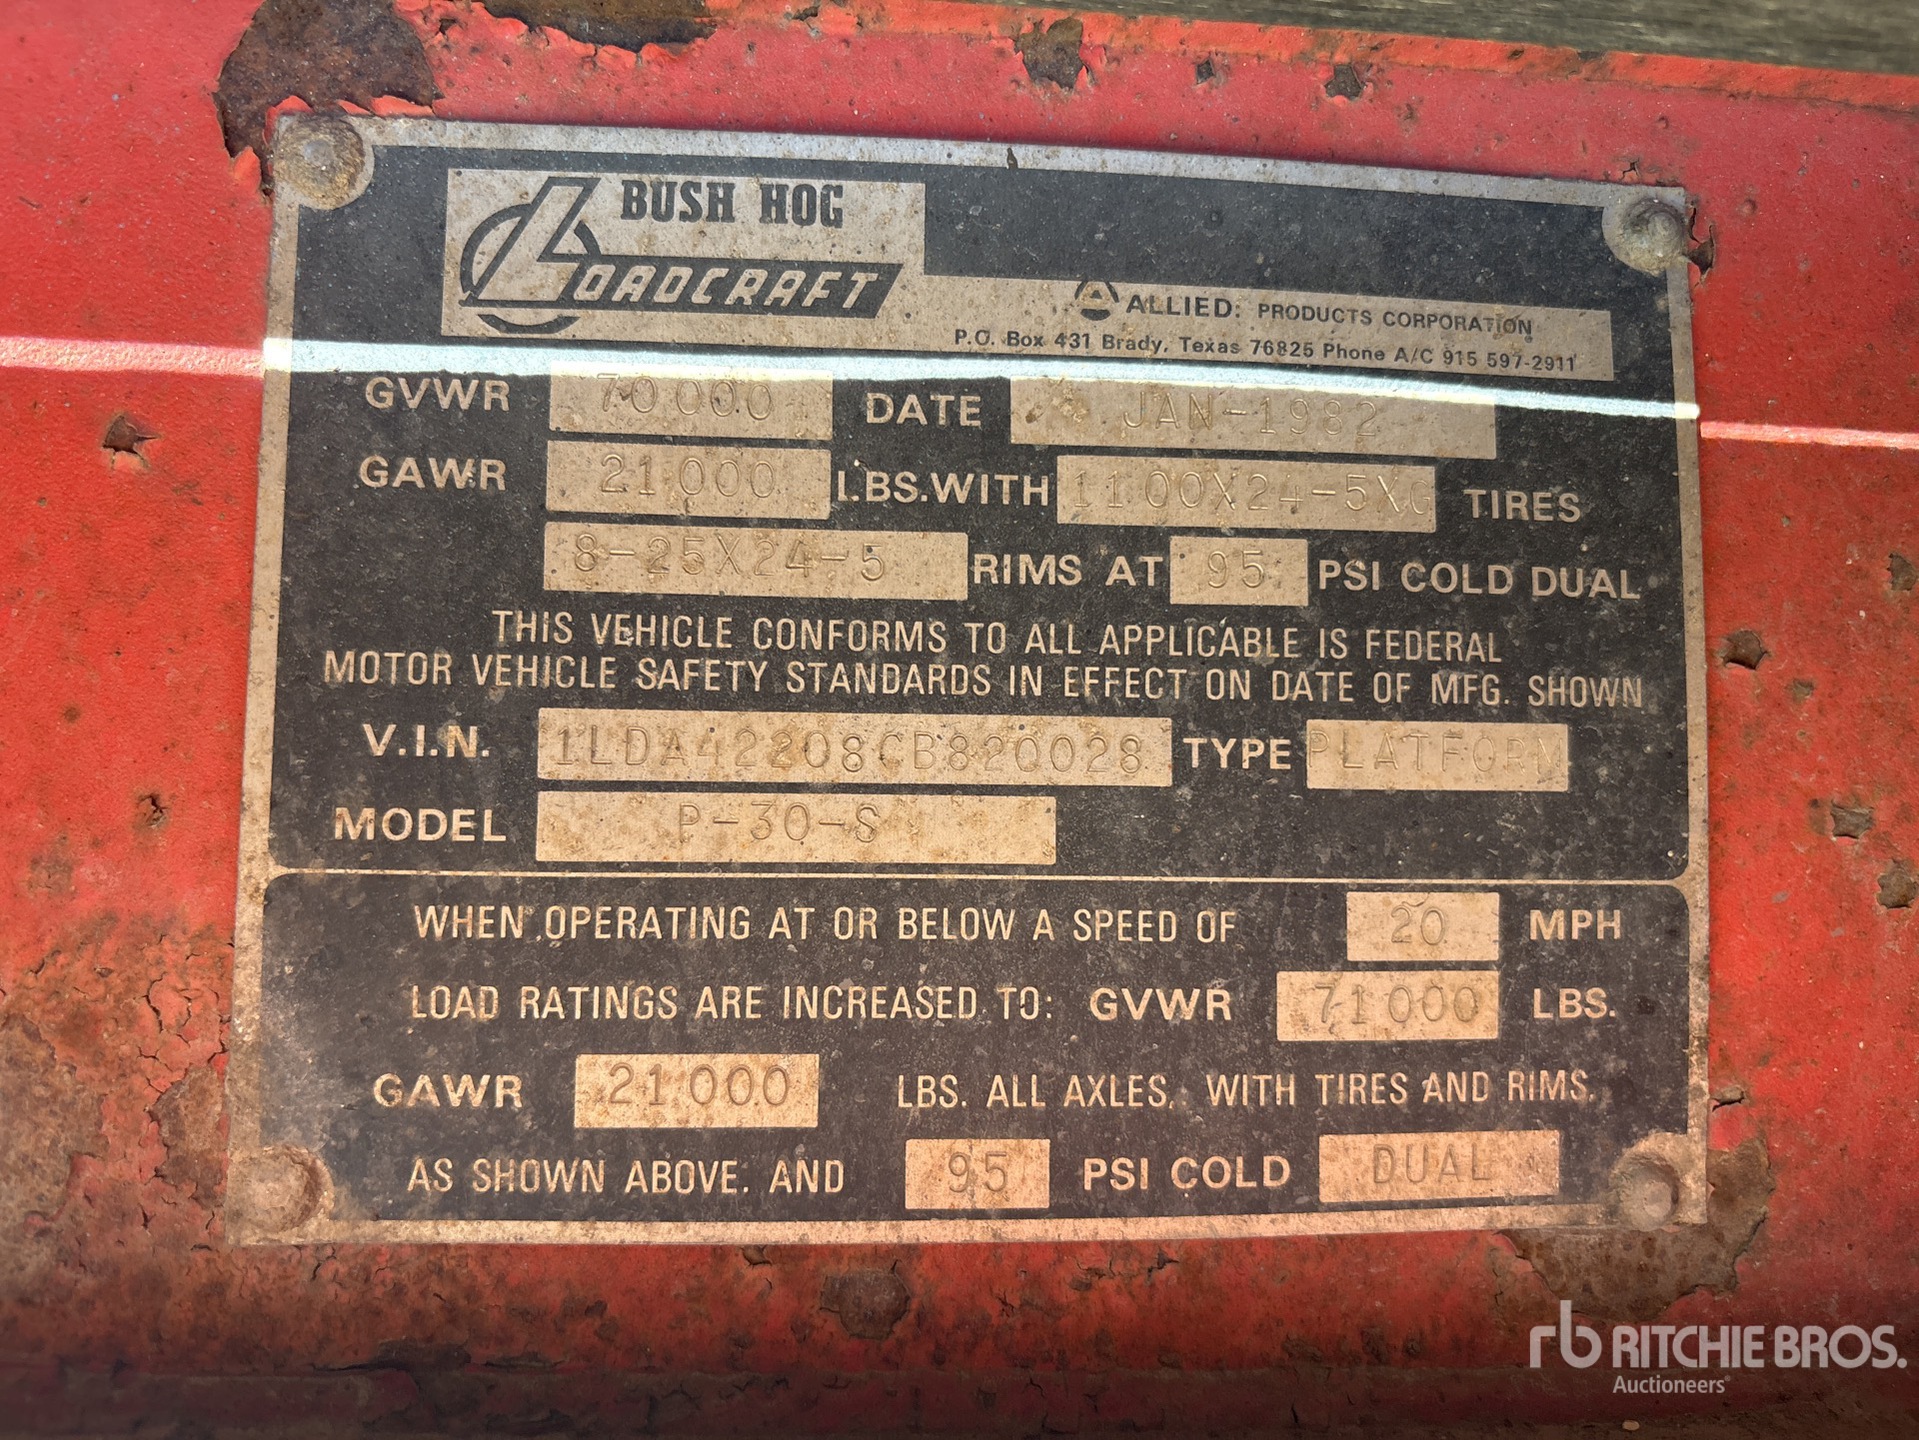 BUSH HOG
LOADCRAFT
ALLIED: PRODUCTS CORPORATION
P.O. Box 431 Brady, Texas 76825 Phone A/C 915 597-2911
GVWR 70000 DATE JAN-1982
GAWR 21000 LBS. WITH 1100X24-5XG TIRES
8-25X24-5 RIMS AT 95 PSI COLD DUAL
THIS VEHICLE CONFORMS TO ALL APPLICABLE IS FEDERAL
MOTOR VEHICLE SAFETY STANDARDS IN EFFECT ON DATE OF MFG. SHOWN
V.I.N. 1LDA42208CB820028 TYPE PLATFORM
MODEL P-30-S
WHEN OPERATING AT OR BELOW A SPEED OF 20 MPH
LOAD RATINGS ARE INCREASED TO: GVWR 71000 LBS.
GAWR 21000 LBS. ALL AXLES, WITH TIRES AND RIMS.
AS SHOWN ABOVE. AND 95 PSI COLD DUAL
rb RITCHIE BROS.
Auctioneers